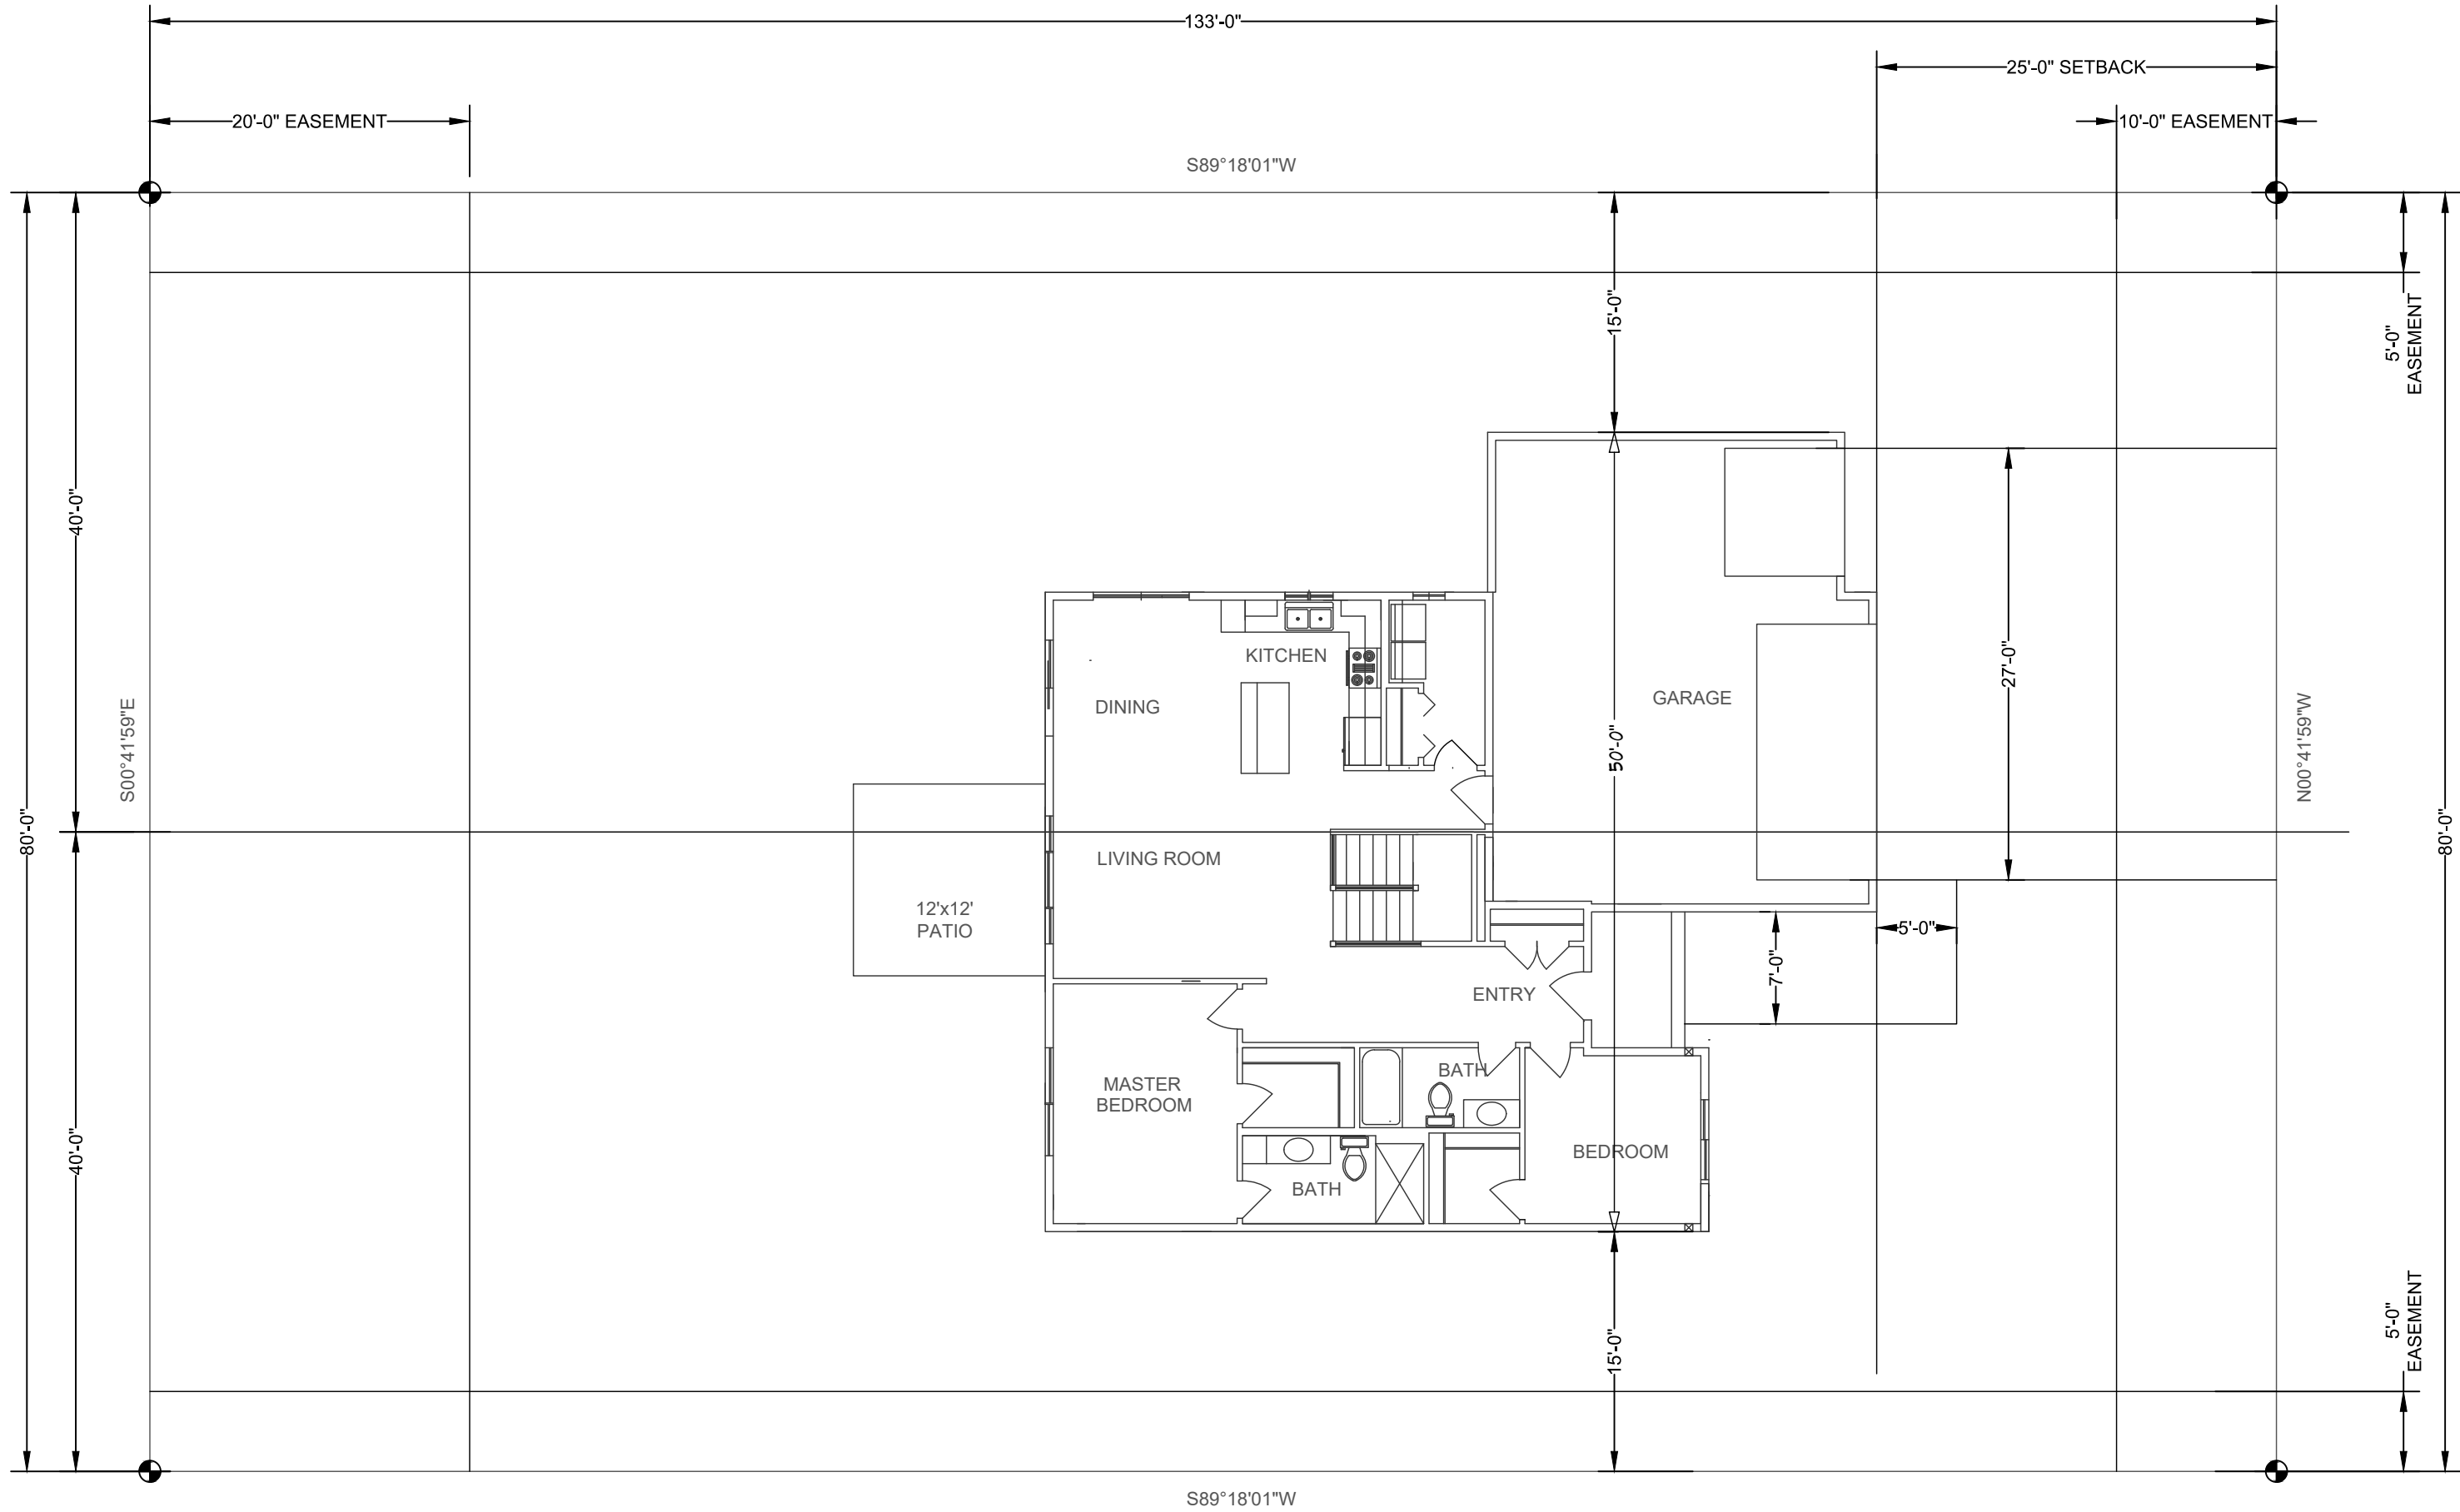 133'-0"
25'-0" SETBACK
20'-0" EASEMENT
10'-0" EASEMENT
S89°18'01"W
15'-0"
5'-0"
EASEMENT
40'-0"
KITCHEN
DINING
GARAGE
27'-0"
50'-0"
S00°41'59"E
N00°41'59"W
80'-0"
80'-0"
LIVING ROOM
12'x12'
PATIO
5'-0"
7'-0"
ENTRY
BATH
MASTER
BEDROOM
40'-0"
BEDROOM
BATH
15'-0"
5'-0"
EASEMENT
S89°18'01"W